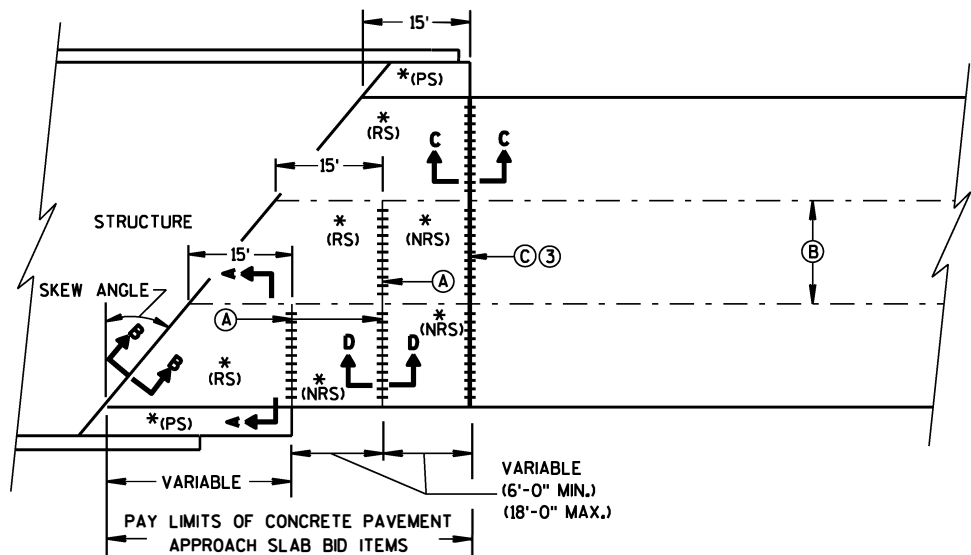 15'
*(PS)
*
(RS)
C
C
15'
STRUCTURE
*
(RS)
*
(NRS)
15'
A
C 3
B
SKEW ANGLE
A
A
B
B
*
(RS)
D
D
*
(NRS)
*
(NRS)
*(PS)
A
VARIABLE
VARIABLE
(6'-0" MIN.)
(18'-0" MAX.)
PAY LIMITS OF CONCRETE PAVEMENT
APPROACH SLAB BID ITEMS